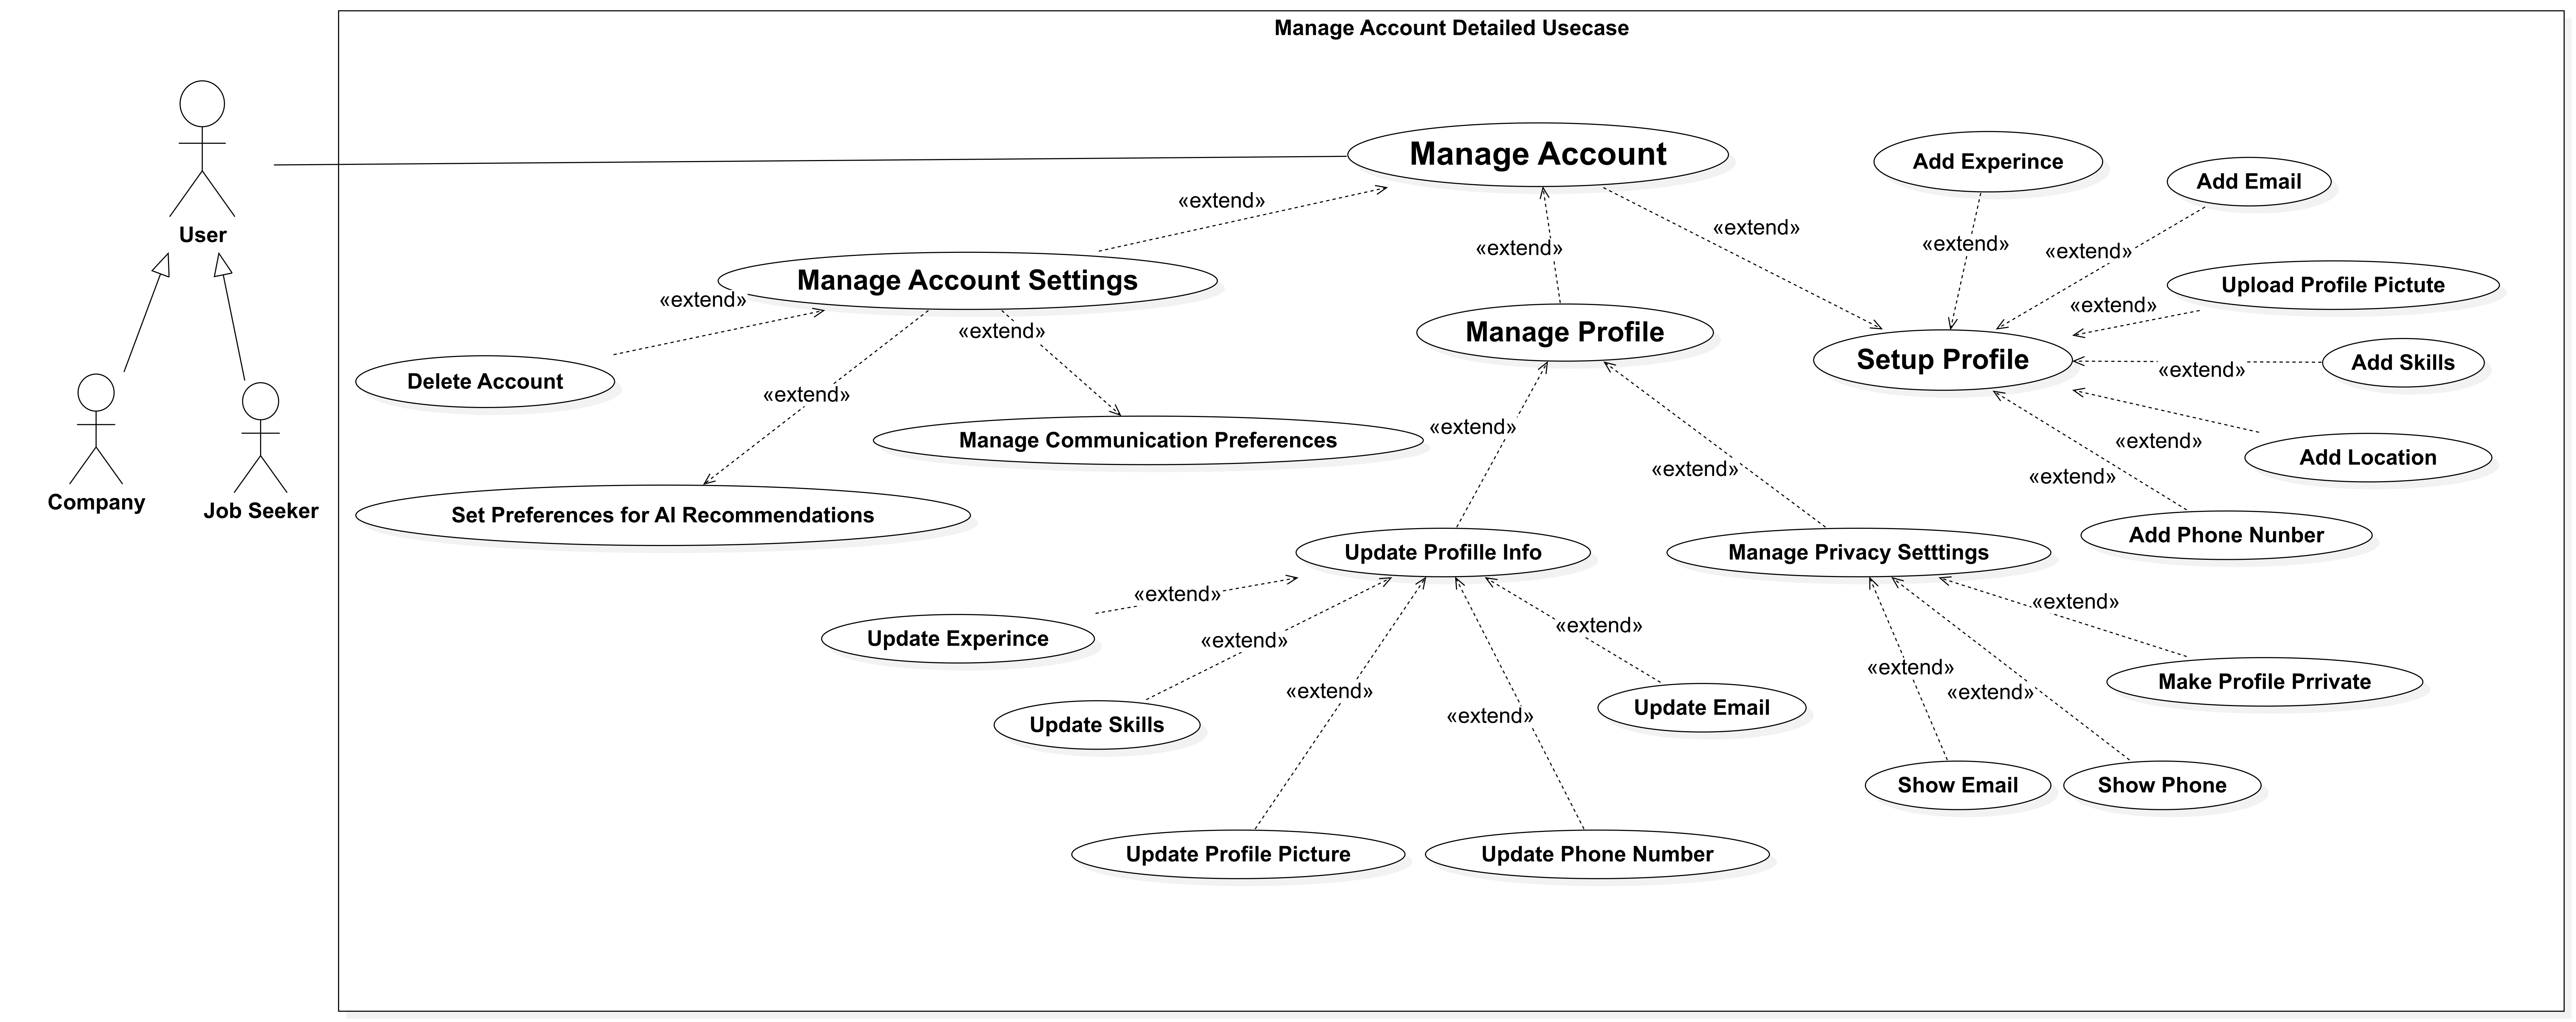 Manage Account Detailed Usecase
User
Company
Job Seeker
Manage Account
«extend»
«extend»
«extend»
Manage Account Settings
«extend»
«extend»
«extend»
Delete Account
Manage Communication Preferences
Set Preferences for AI Recommendations
Manage Profile
«extend»
«extend»
Setup Profile
Add Experince
«extend»
Add Email
«extend»
Upload Profile Pictute
«extend»
Add Skills
«extend»
Add Location
«extend»
Add Phone Nunber
«extend»
Update Profille Info
Manage Privacy Setttings
«extend»
Update Experince
«extend»
Update Skills
«extend»
Update Profile Picture
«extend»
Update Phone Number
«extend»
Update Email
«extend»
Make Profile Prrivate
«extend»
Show Email
«extend»
Show Phone